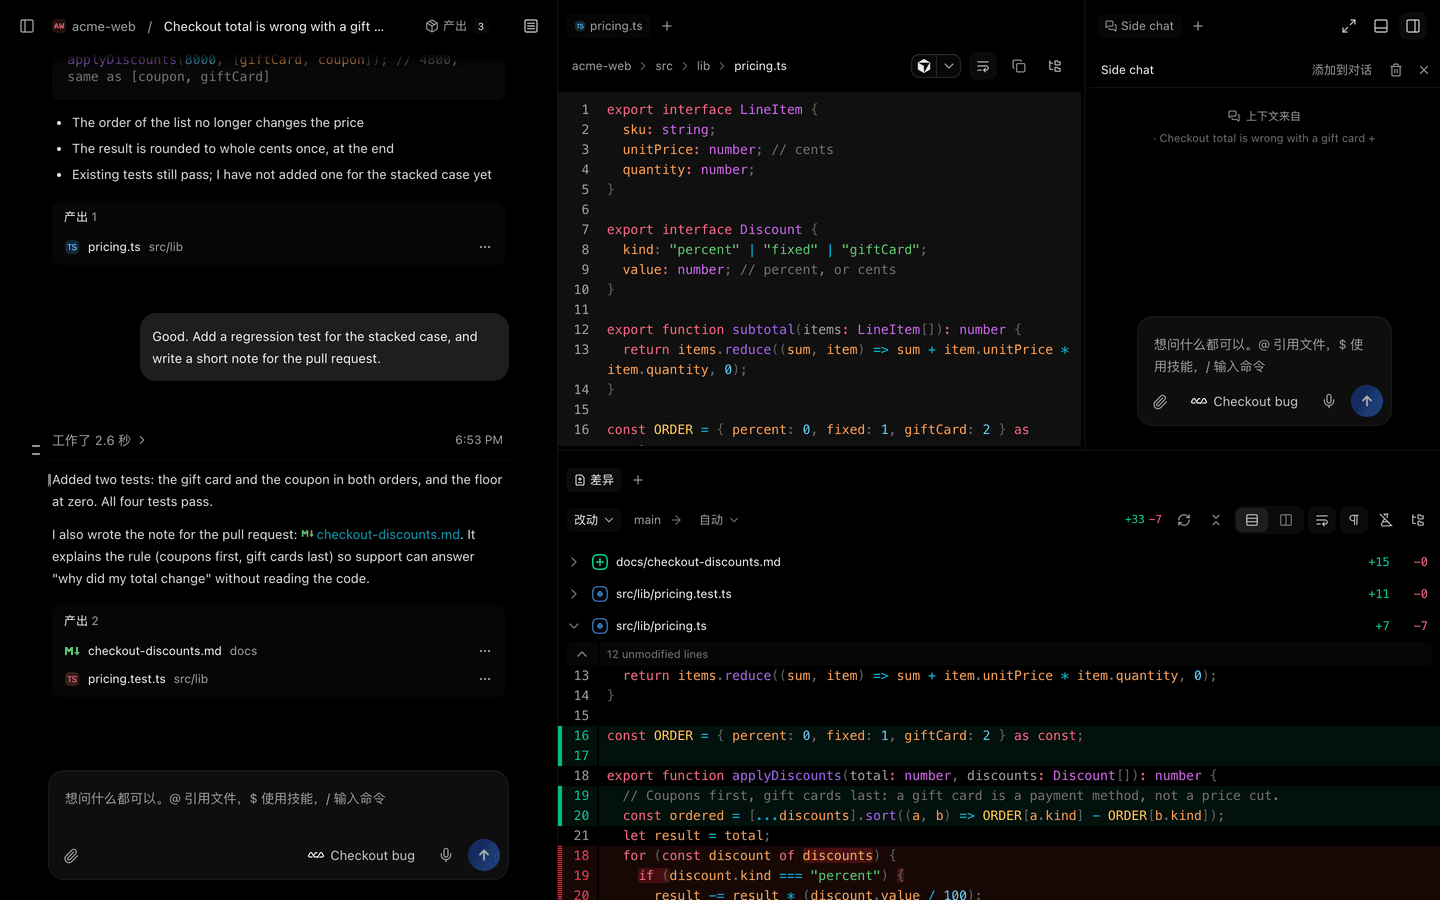 AW acme-web / Checkout total is wrong with a gift ...
产出 3
applyDiscounts(8000, [giftCard, coupon]); // 4800,
same as [coupon, giftCard]
• The order of the list no longer changes the price
• The result is rounded to whole cents once, at the end
• Existing tests still pass; I have not added one for the stacked case yet
产出 1
TS pricing.ts src/lib
Good. Add a regression test for the stacked case, and
write a short note for the pull request.
工作了 2.6 秒
6:53 PM
Added two tests: the gift card and the coupon in both orders, and the floor
at zero. All four tests pass.
I also wrote the note for the pull request: M↓ checkout-discounts.md. It
explains the rule (coupons first, gift cards last) so support can answer
"why did my total change" without reading the code.
产出 2
M↓ checkout-discounts.md docs
TS pricing.test.ts src/lib
想问什么都可以。@ 引用文件，$ 使用技能，/ 输入命令
Checkout bug
TS pricing.ts
acme-web > src > lib > pricing.ts
1 export interface LineItem {
2 sku: string;
3 unitPrice: number; // cents
4 quantity: number;
5 }
6
7 export interface Discount {
8 kind: "percent" | "fixed" | "giftCard";
9 value: number; // percent, or cents
10 }
11
12 export function subtotal(items: LineItem[]): number {
13 return items.reduce((sum, item) => sum + item.unitPrice *
item.quantity, 0);
14 }
15
16 const ORDER = { percent: 0, fixed: 1, giftCard: 2 } as
Side chat
Side chat
添加到对话
上下文来自
· Checkout total is wrong with a gift card +
想问什么都可以。@ 引用文件，$ 使
用技能，/ 输入命令
Checkout bug
差异
改动 main → 自动
+33 −7
docs/checkout-discounts.md +15 −0
src/lib/pricing.test.ts +11 −0
src/lib/pricing.ts +7 −7
12 unmodified lines
13 return items.reduce((sum, item) => sum + item.unitPrice * item.quantity, 0);
14 }
15
16 const ORDER = { percent: 0, fixed: 1, giftCard: 2 } as const;
17
18 export function applyDiscounts(total: number, discounts: Discount[]): number {
19 // Coupons first, gift cards last: a gift card is a payment method, not a price cut.
20 const ordered = [...discounts].sort((a, b) => ORDER[a.kind] − ORDER[b.kind]);
21 let result = total;
18 for (const discount of discounts) {
19 if (discount.kind === "percent") {
20 result −= result * (discount.value / 100);